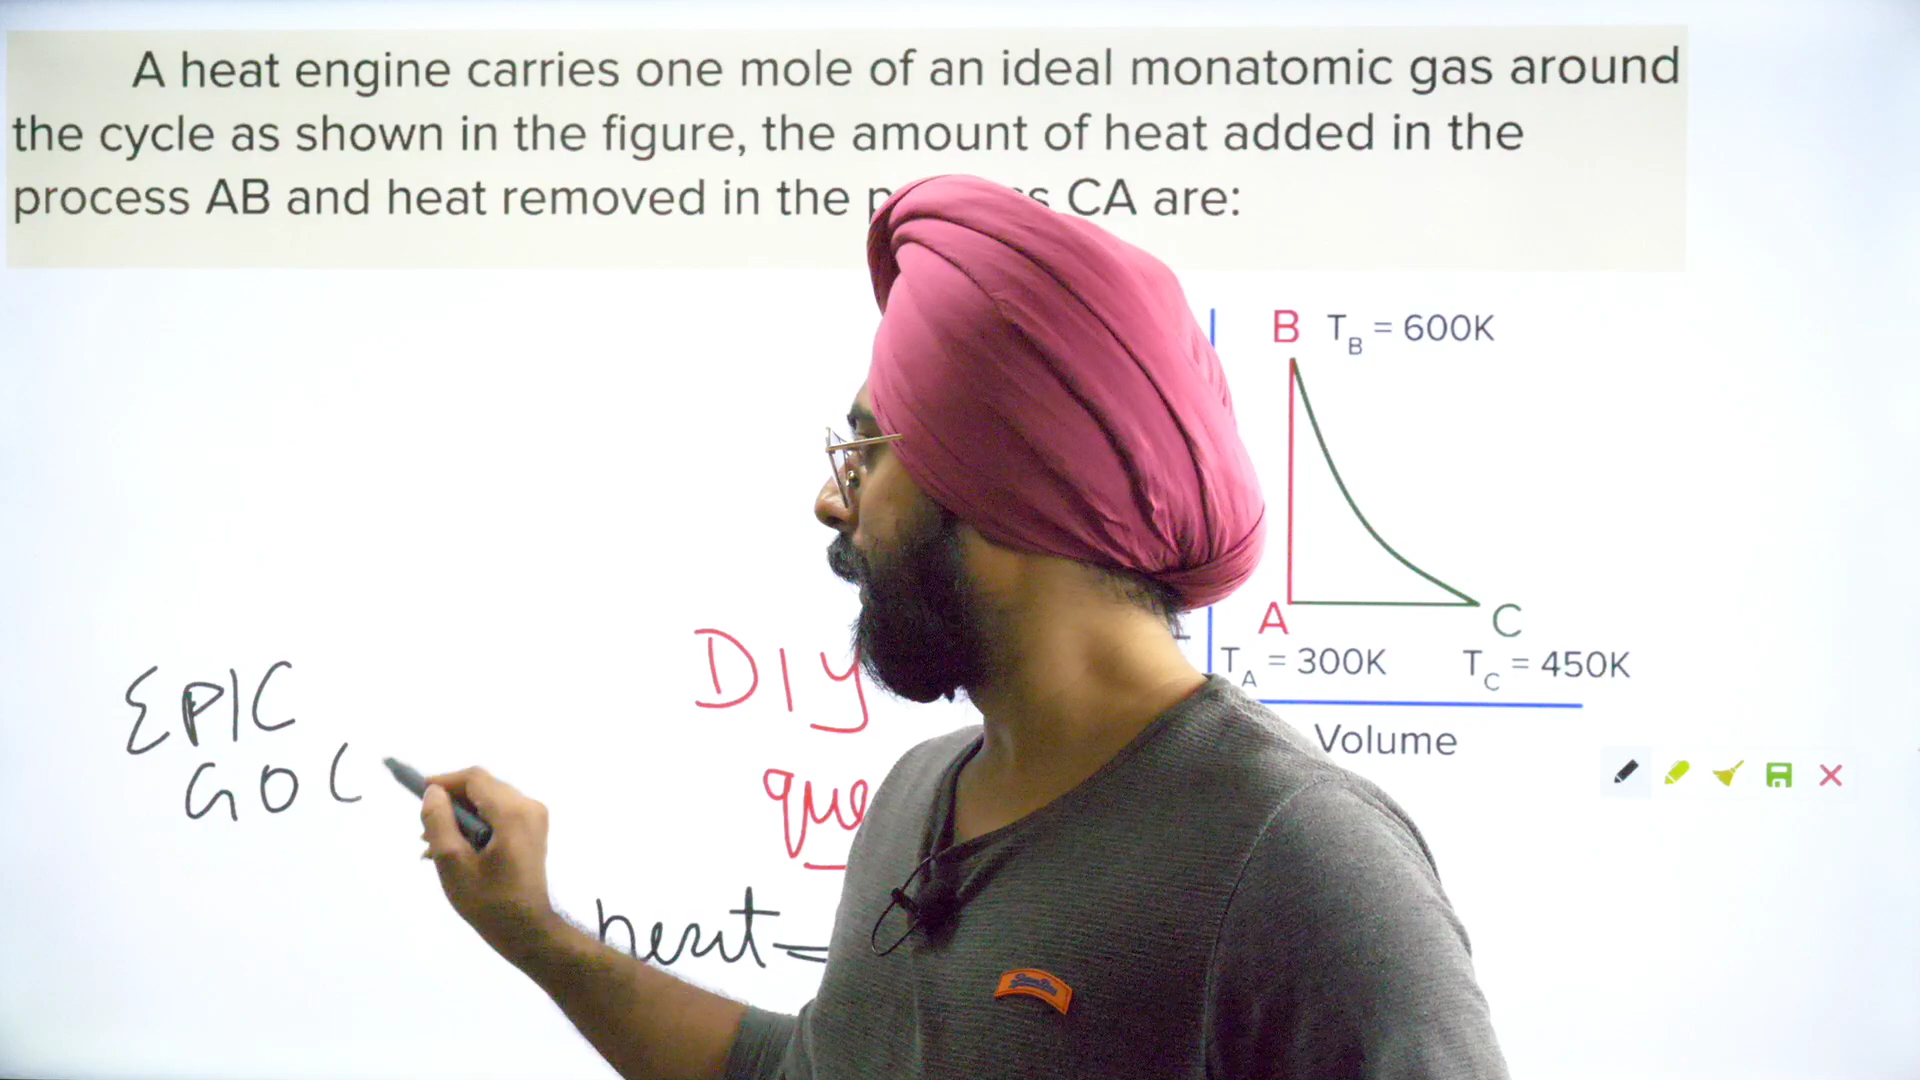 A heat engine carries one mole of an ideal monatomic gas around
the cycle as shown in the figure, the amount of heat added in the
process AB and heat removed in the CA are:
B T_B = 600K
A
C
T_A = 300K T_C = 450K
Volume
DIY
EPIC
GOC
que
heat=